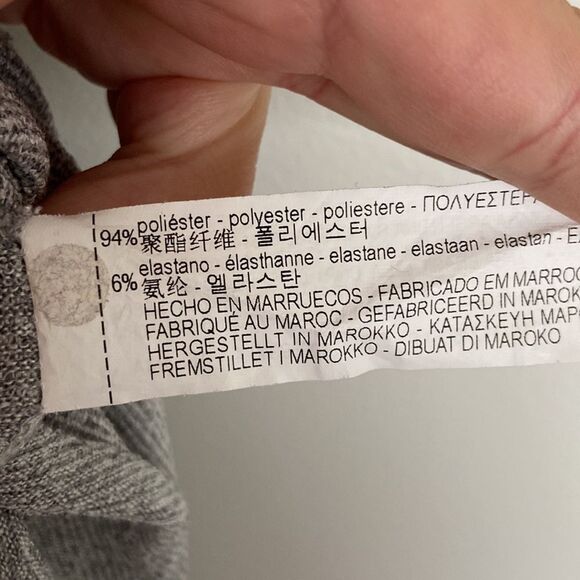 94% poliéster - polyester - poliestere - ΠΟΛΥΕΣΤΕΡ
聚酯纤维 - 폴리에스터
6% elastano - élasthanne - elastane - elastaan - elastan -
氨纶 - 엘라스탄
HECHO EN MARRUECOS - FABRICADO EM MARROC
FABRIQUÉ AU MAROC - GEFABRICEERD IN MAROK
HERGESTELLT IN MAROKKO - ΚΑΤΑΣΚΕΥΗ ΜΑΡ
FREMSTILLET I MAROKKO - DIBUAT DI MAROKO